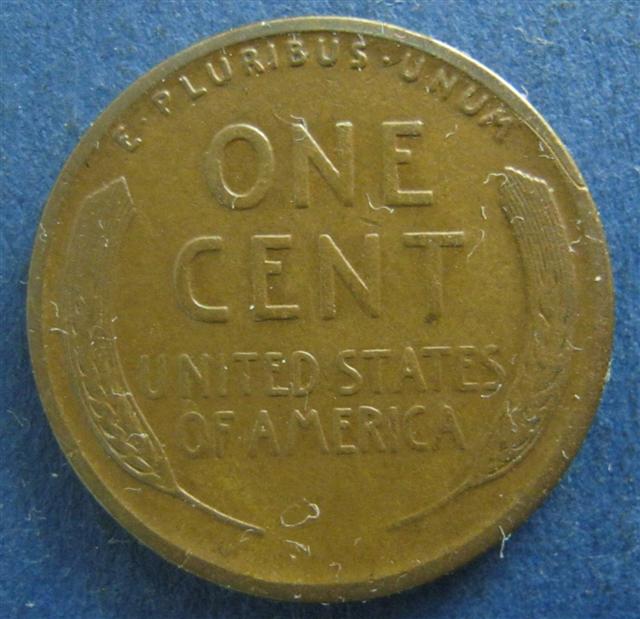 E·PLURIBUS·UNUM
ONE
CENT
UNITED STATES
OF AMERICA